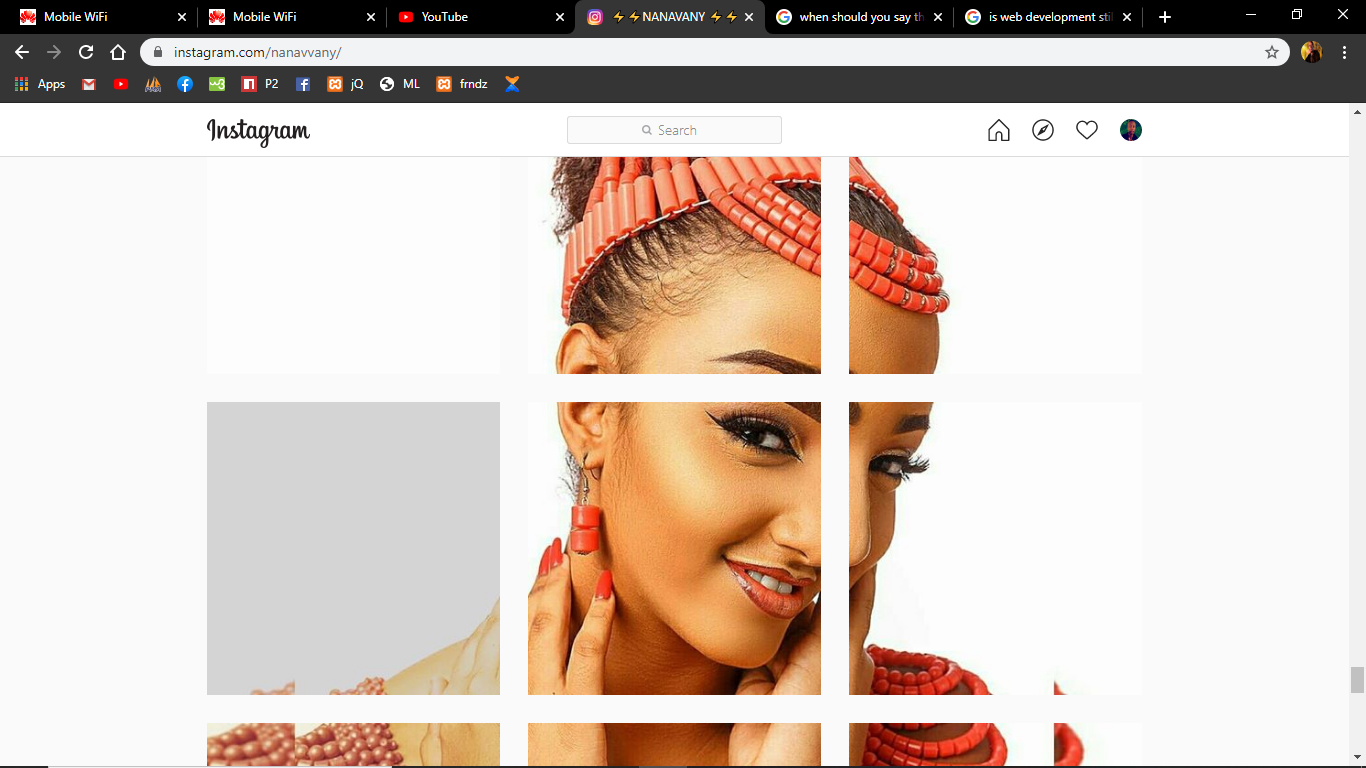 Mobile WiFi
Mobile WiFi
YouTube
⚡⚡NANAVANY ⚡⚡
when should you say th
is web development sti
instagram.com/nanavvany/
Apps
P2
jQ
ML
frndz
Instagram
Search